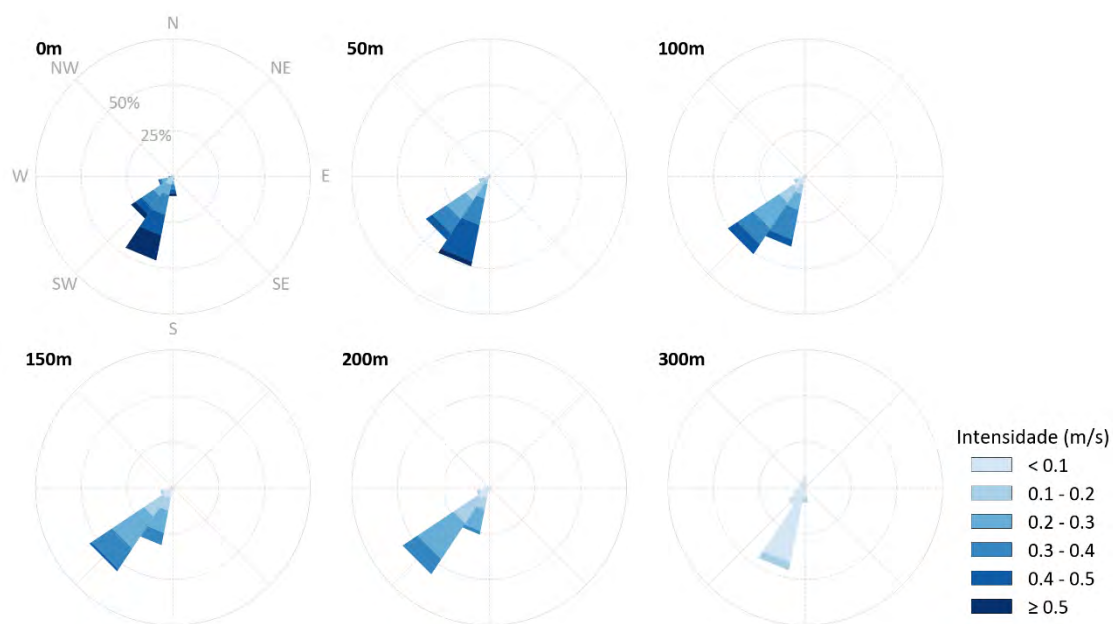 N
0m
50m
100m
NW
NE
50%
25%
W
E
SW
SE
S
150m
200m
300m
Intensidade (m/s)
< 0.1
0.1 - 0.2
0.2 - 0.3
0.3 - 0.4
0.4 - 0.5
≥ 0.5